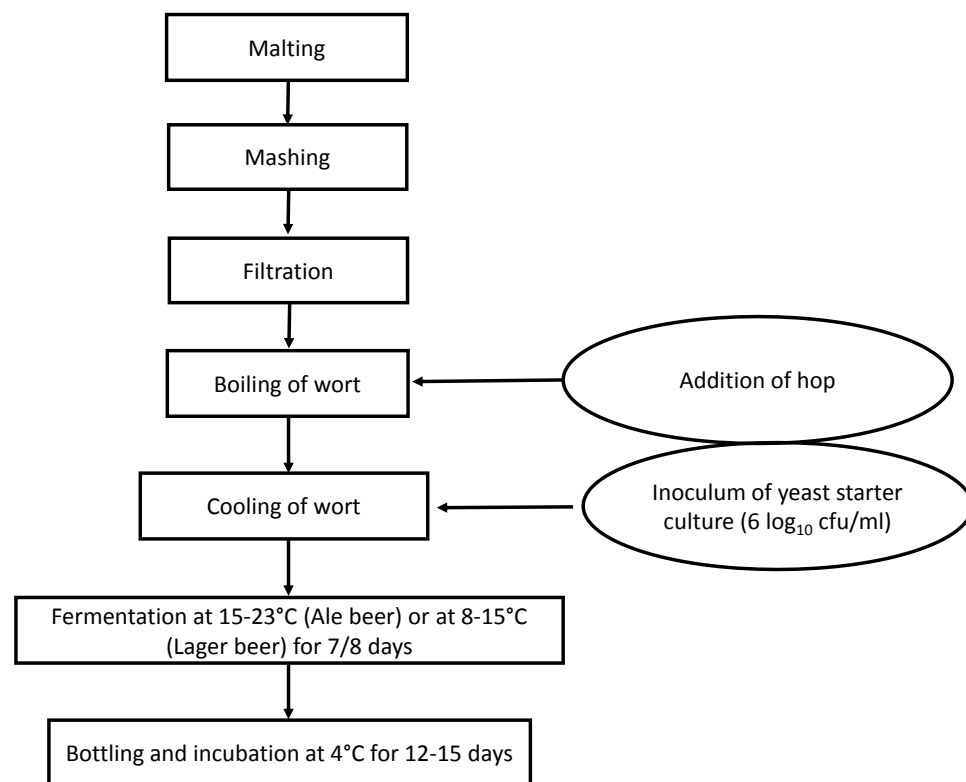 Malting
Mashing
Filtration
Boiling of wort
Addition of hop
Cooling of wort
Inoculum of yeast starter
culture (6 log₁₀ cfu/ml)
Fermentation at 15-23°C (Ale beer) or at 8-15°C
(Lager beer) for 7/8 days
Bottling and incubation at 4°C for 12-15 days